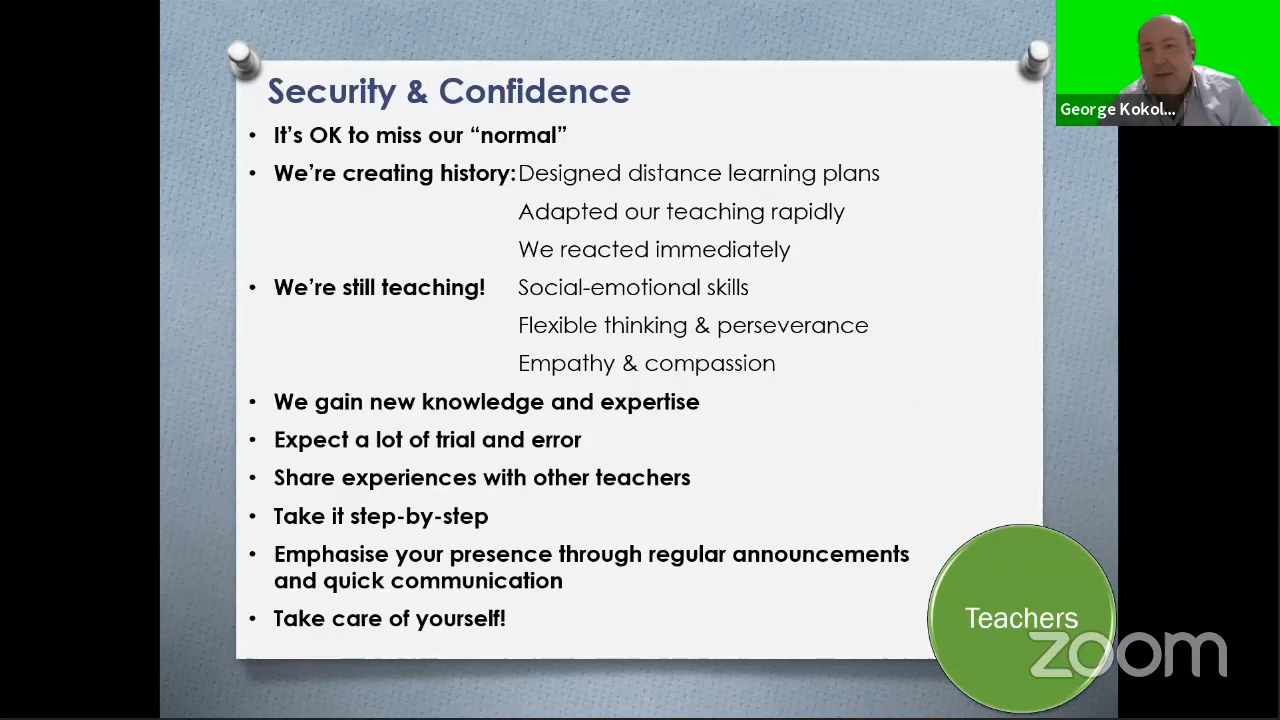 Security & Confidence
• It’s OK to miss our “normal”
• We’re creating history: Designed distance learning plans
Adapted our teaching rapidly
We reacted immediately
• We’re still teaching! Social-emotional skills
Flexible thinking & perseverance
Empathy & compassion
• We gain new knowledge and expertise
• Expect a lot of trial and error
• Share experiences with other teachers
• Take it step-by-step
• Emphasise your presence through regular announcements
and quick communication
• Take care of yourself!
Teachers
zoom
George Kokol...